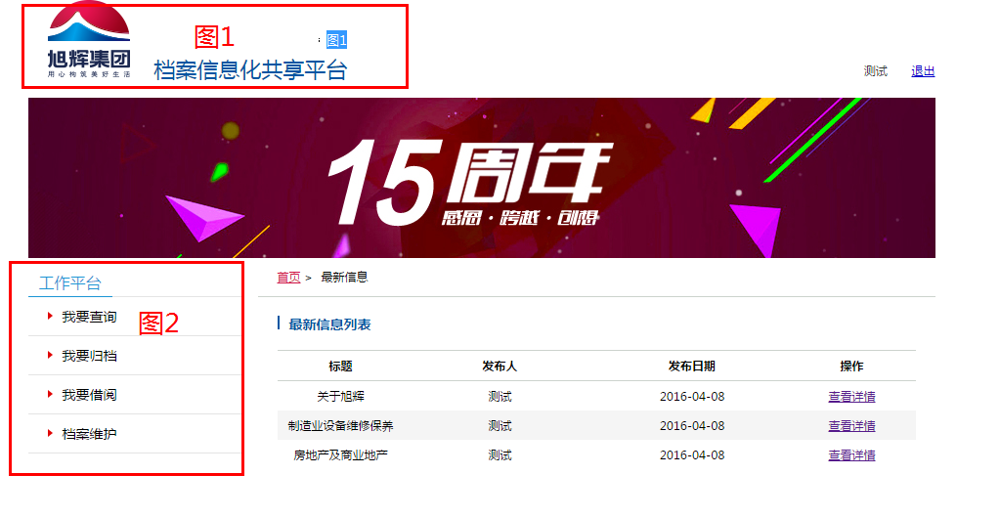 图1
图1
旭辉集团
用心构筑美好生活
档案信息化共享平台
测试 退出
15周年
感恩·跨越·创想
工作平台
图2
我要查询
我要归档
我要借阅
档案维护
首页 > 最新信息
最新信息列表
标题 发布人 发布日期 操作
关于旭辉 测试 2016-04-08 查看详情
制造业设备维修保养 测试 2016-04-08 查看详情
房地产及商业地产 测试 2016-04-08 查看详情